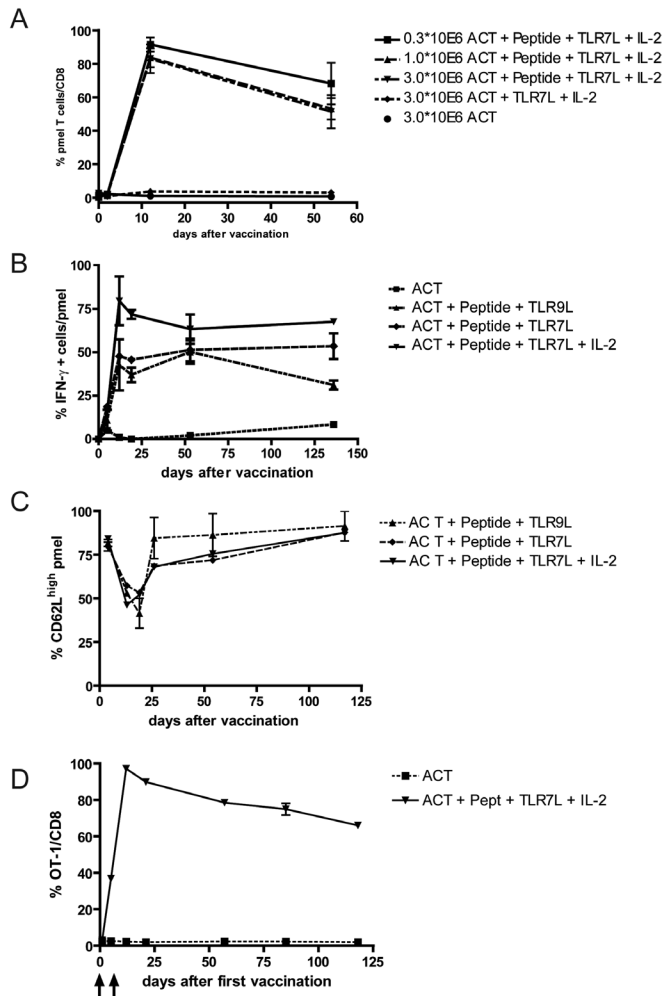 A
% pmel T cells/CD8
100
80
60
40
20
0
0 10 20 30 40 50 60
days after vaccination
0.3*10E6 ACT + Peptide + TLR7L + IL-2
1.0*10E6 ACT + Peptide + TLR7L + IL-2
3.0*10E6 ACT + Peptide + TLR7L + IL-2
3.0*10E6 ACT + TLR7L + IL-2
3.0*10E6 ACT
B
% IFN-γ + cells/pmel
100
75
50
25
0
0 25 50 75 100 125 150
days after vaccination
ACT
ACT + Peptide + TLR9L
ACT + Peptide + TLR7L
ACT + Peptide + TLR7L + IL-2
C
% CD62Lhigh pmel
100
75
50
25
0
0 25 50 75 100 125
days after vaccination
AC T + Peptide + TLR9L
AC T + Peptide + TLR7L
AC T + Peptide + TLR7L + IL-2
D
% OT-1/CD8
100
80
60
40
20
0
0 25 50 75 100 125
days after first vaccination
ACT
ACT + Pept + TLR7L + IL-2